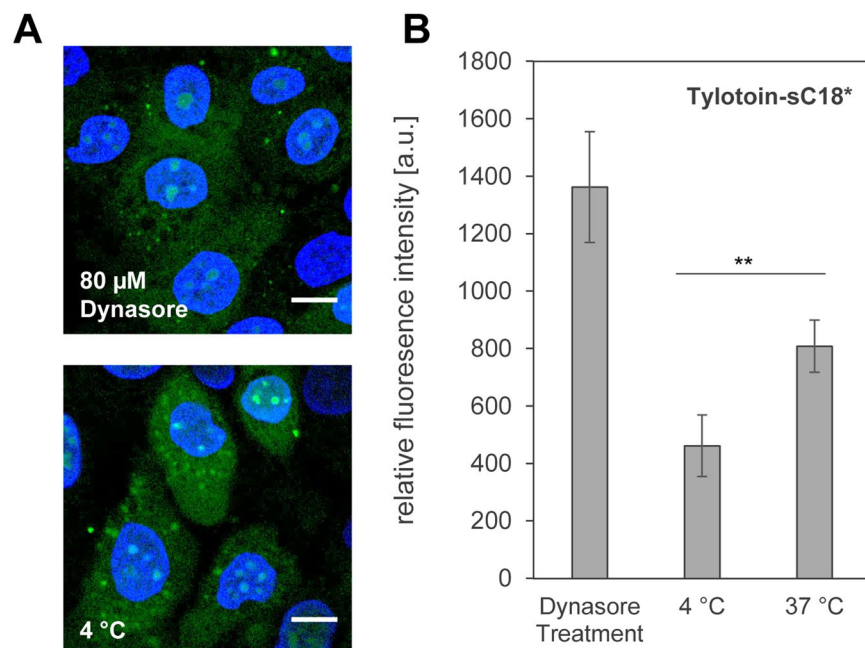 A
80 µM
Dynasore
4 °C
B
relative fluoresence intensity [a.u.]
1800
1600
1400
1200
1000
800
600
400
200
0
Tylotoin-sC18*
**
Dynasore
Treatment
4 °C
37 °C